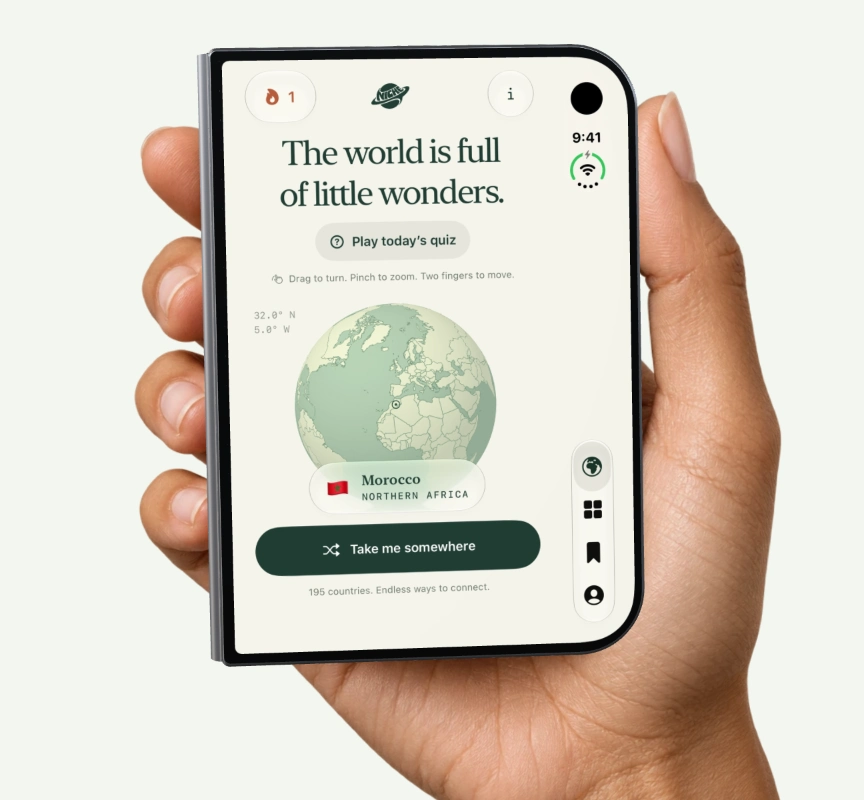 1
NICKS
i
9:41
The world is full
of little wonders.
Play today's quiz
Drag to turn. Pinch to zoom. Two fingers to move.
32.0° N
5.0° W
Morocco
NORTHERN AFRICA
Take me somewhere
195 countries. Endless ways to connect.